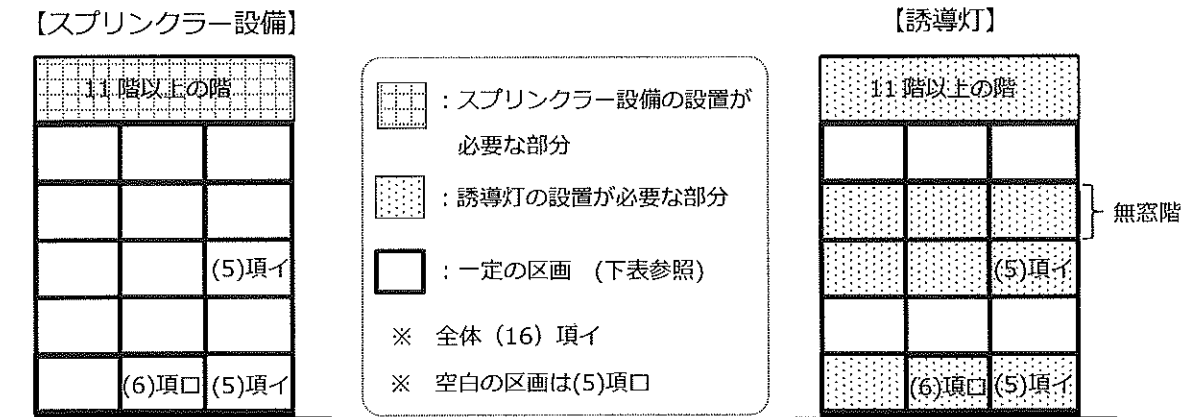 【スプリンクラー設備】
11 階以上の階
(5)項イ
(6)項ロ
(5)項イ
：スプリンクラー設備の設置が
必要な部分
：誘導灯の設置が必要な部分
：一定の区画　(下表参照)
※　全体（16）項イ
※　空白の区画は(5)項ロ
【誘導灯】
11 階以上の階
無窓階
(5)項イ
(6)項ロ
(5)項イ